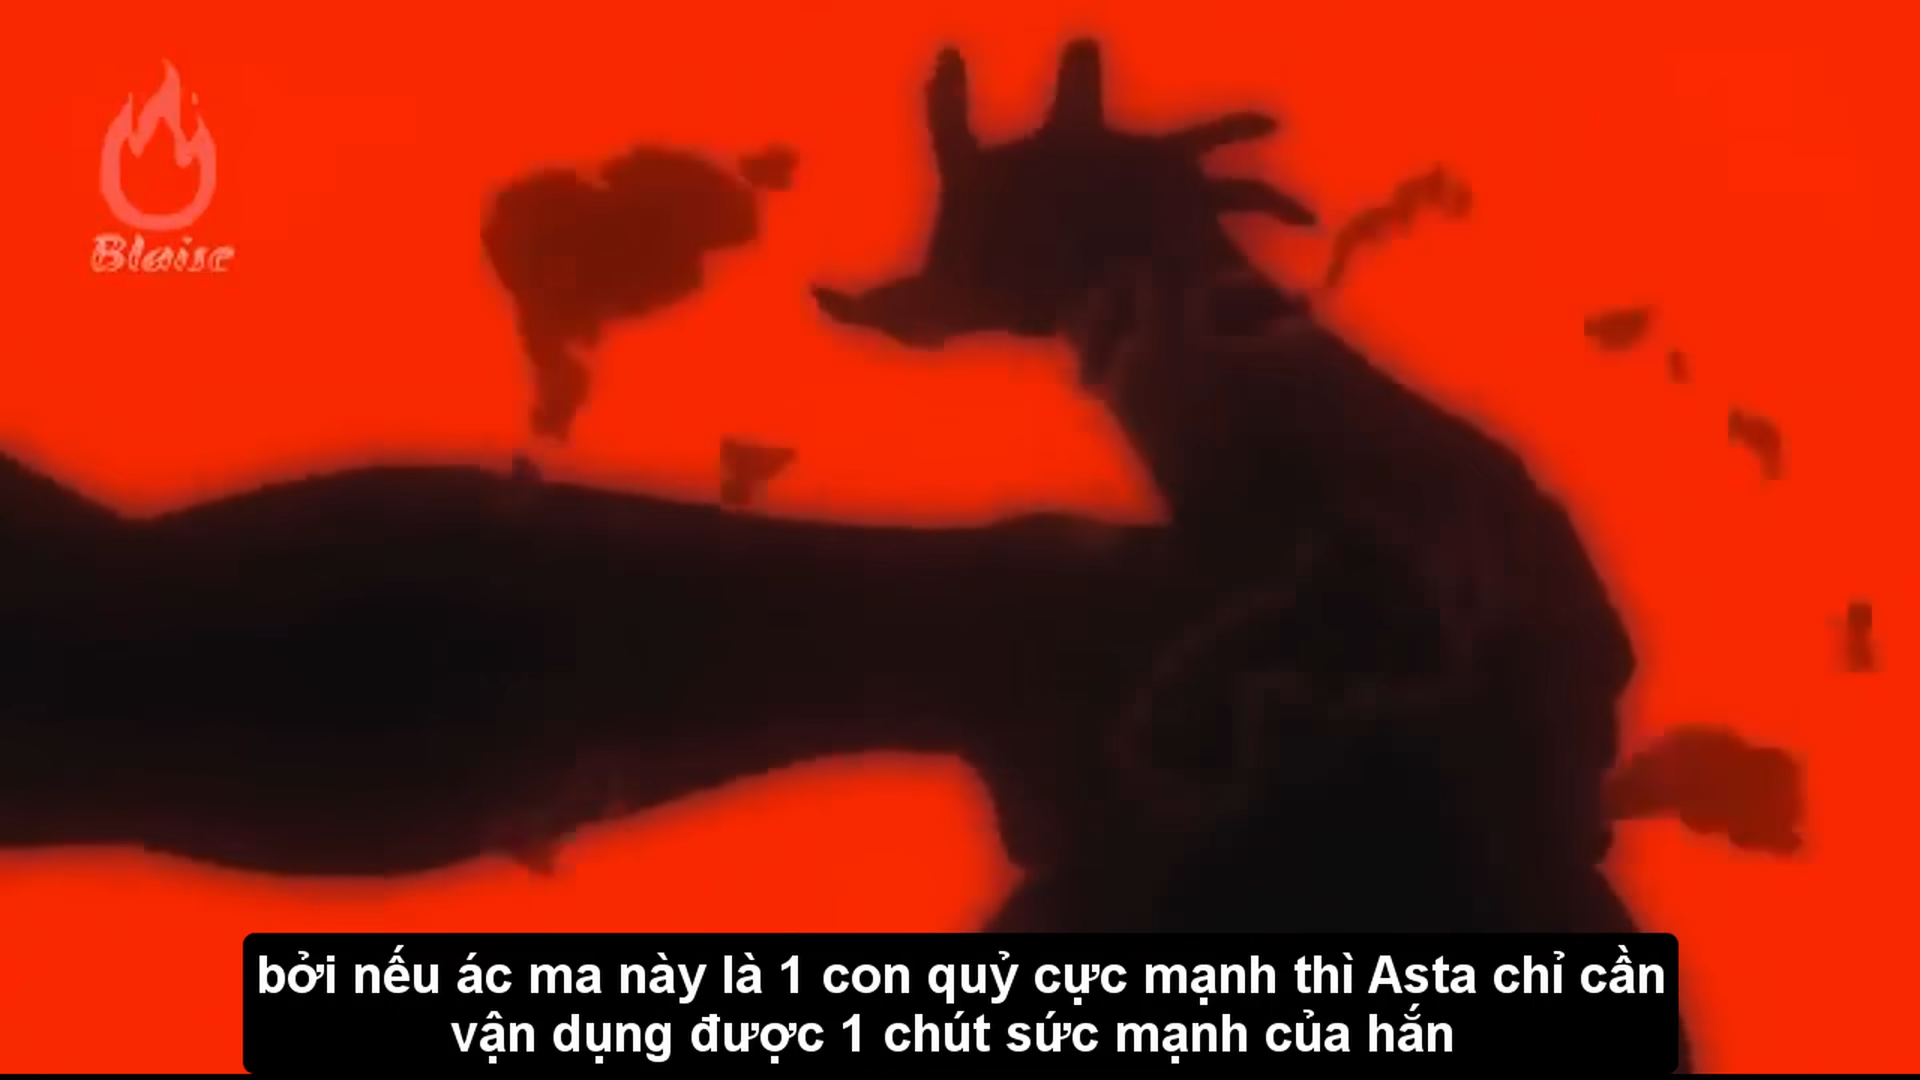 Blaise
bởi nếu ác ma này là 1 con quỷ cực mạnh thì Asta chỉ cần
vận dụng được 1 chút sức mạnh của hắn